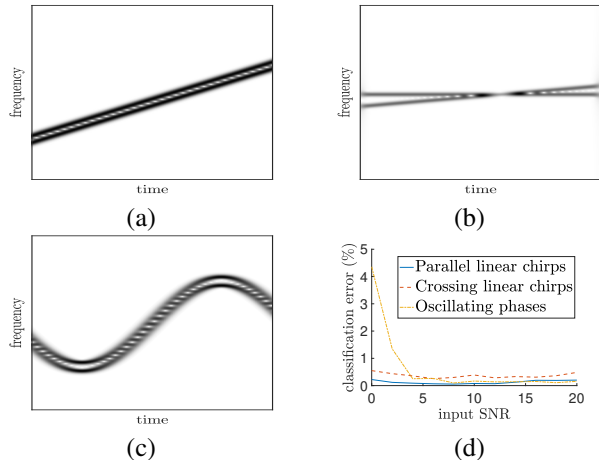 frequency
time
(a)
frequency
time
(b)
frequency
time
(c)
classification error (%)
5
4
3
2
1
0
Parallel linear chirps
Crossing linear chirps
Oscillating phases
0 5 10 15 20
input SNR
(d)